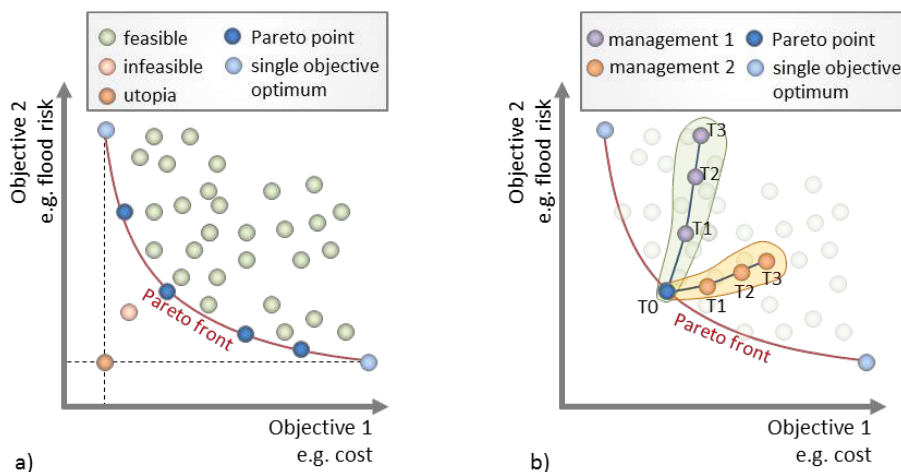 feasible
Pareto point
infeasible
single objective
optimum
utopia
Objective 2
e.g. flood risk
Pareto front
Objective 1
e.g. cost
a)
management 1
Pareto point
management 2
single objective
optimum
Objective 2
e.g. flood risk
T3
T2
T1
T0
T1
T2
T3
Pareto front
Objective 1
e.g. cost
b)